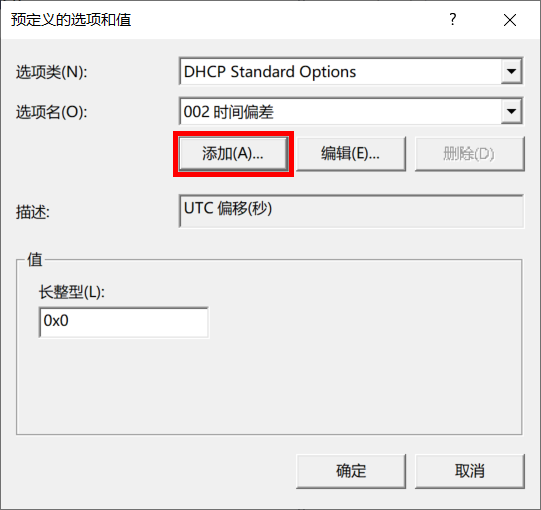 预定义的选项和值
选项类(N): DHCP Standard Options
选项名(O): 002 时间偏差
添加(A)... 编辑(E)... 删除(D)
描述: UTC 偏移(秒)
值
长整型(L):
0x0
确定 取消